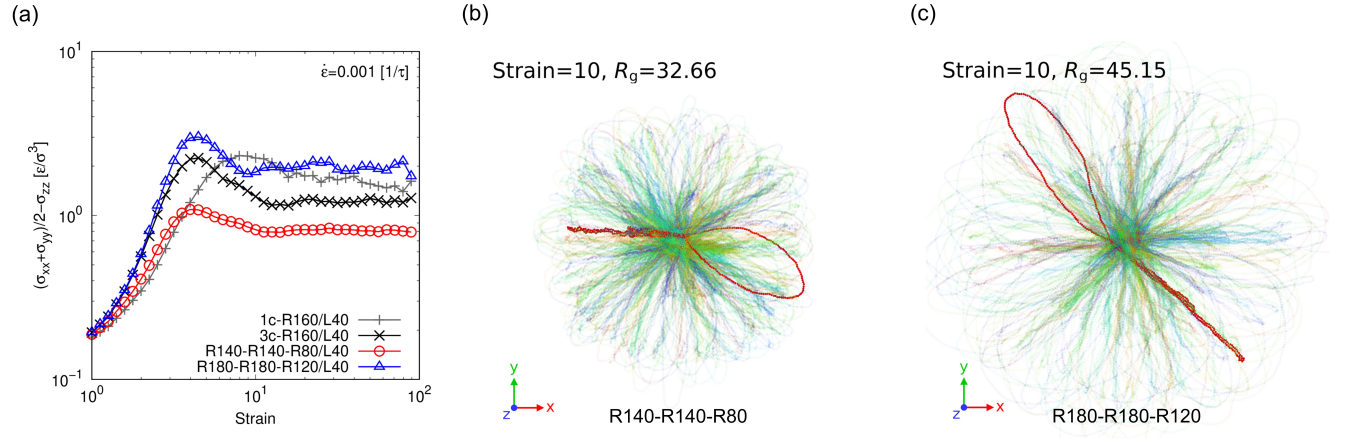 (a)
10¹
10⁰
10⁻¹
(σxx+σyy)/2−σzz [ε/σ³]
ε̇=0.001 [1/τ]
1c-R160/L40
3c-R160/L40
R140-R140-R80/L40
R180-R180-R120/L40
10⁰
10¹
10²
Strain
(b)
Strain=10, Rg=32.66
y
z
x
R140-R140-R80
(c)
Strain=10, Rg=45.15
y
z
x
R180-R180-R120